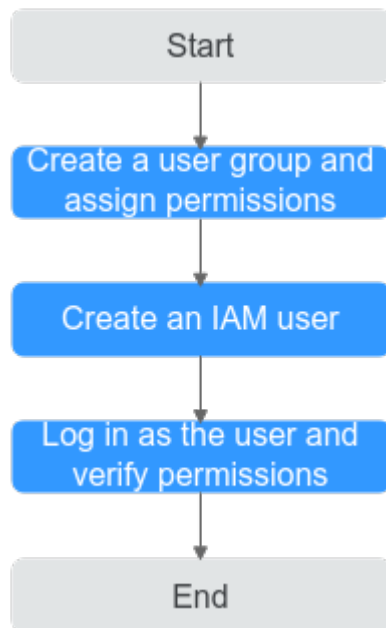 Start
Create a user group and
assign permissions
Create an IAM user
Log in as the user and
verify permissions
End